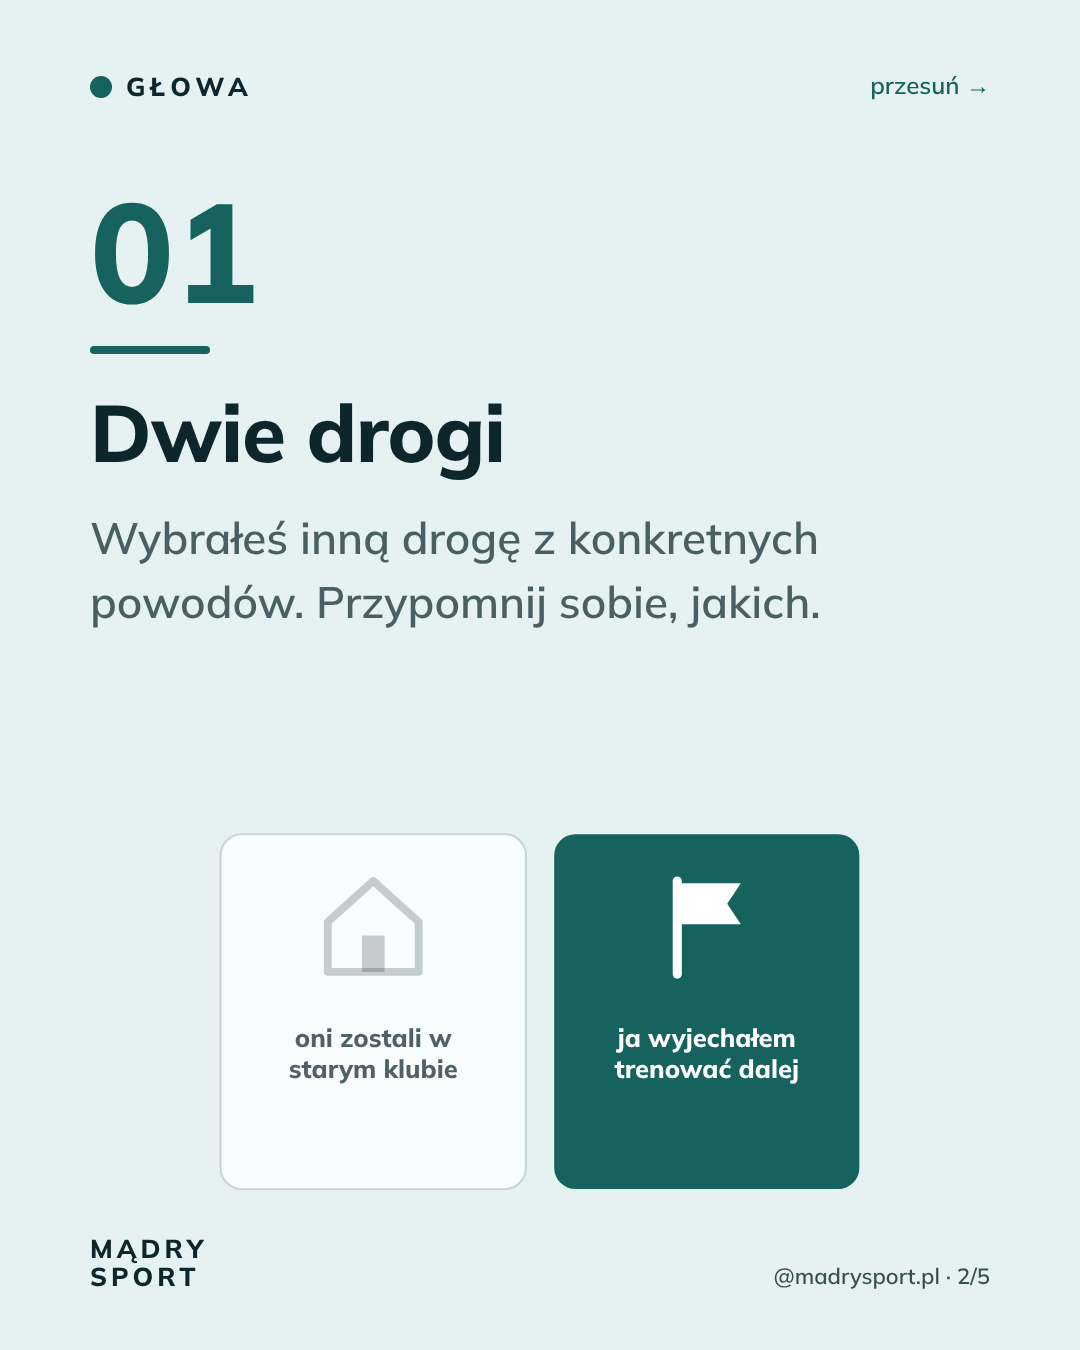 GŁOWA
przesuń →
01
Dwie drogi
Wybrałeś inną drogę z konkretnych
powodów. Przypomnij sobie, jakich.
oni zostali w
starym klubie
ja wyjechałem
trenować dalej
MĄDRY
SPORT
@madrysport.pl · 2/5